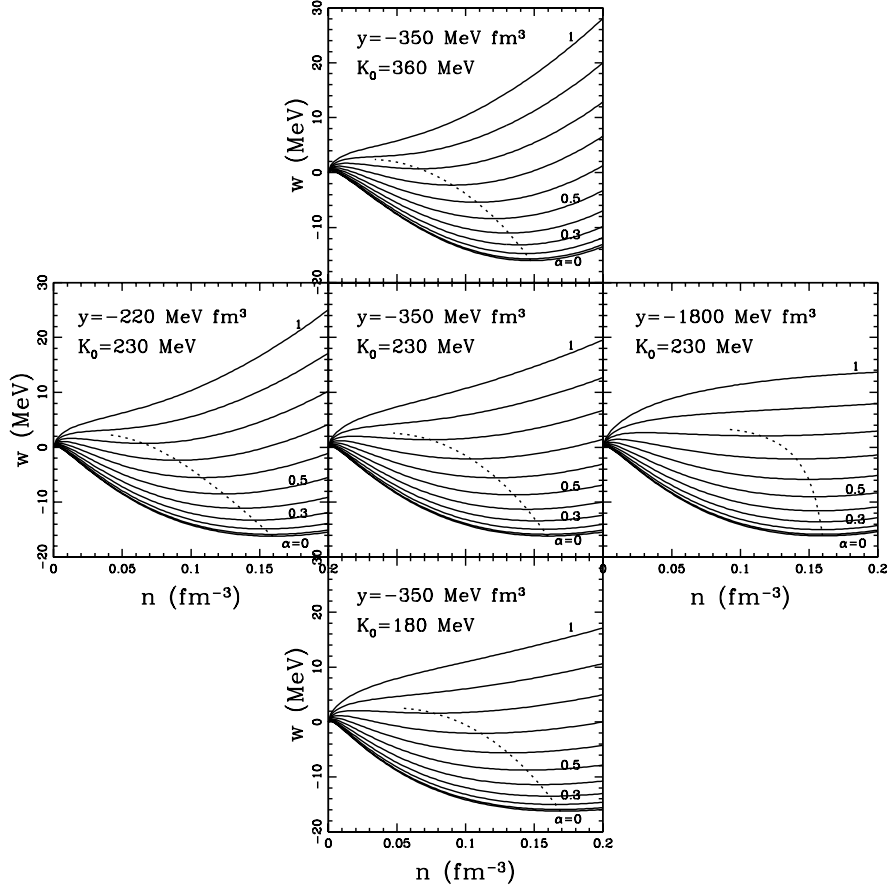 30
20
10
0
−10
−20
w (MeV)
y=−350 MeV fm³
K₀=360 MeV
1
0.5
0.3
α=0
30
20
10
0
−10
−20
w (MeV)
y=−220 MeV fm³
K₀=230 MeV
1
0.5
0.3
α=0
y=−350 MeV fm³
K₀=230 MeV
1
0.5
0.3
α=0
y=−1800 MeV fm³
K₀=230 MeV
1
0.5
0.3
α=0
0 0.05 0.1 0.15
n (fm⁻³)
0 0.05 0.1 0.15 0.2
n (fm⁻³)
20
10
0
−10
−20
w (MeV)
y=−350 MeV fm³
K₀=180 MeV
1
0.5
0.3
α=0
0 0.05 0.1 0.15 0.2
n (fm⁻³)